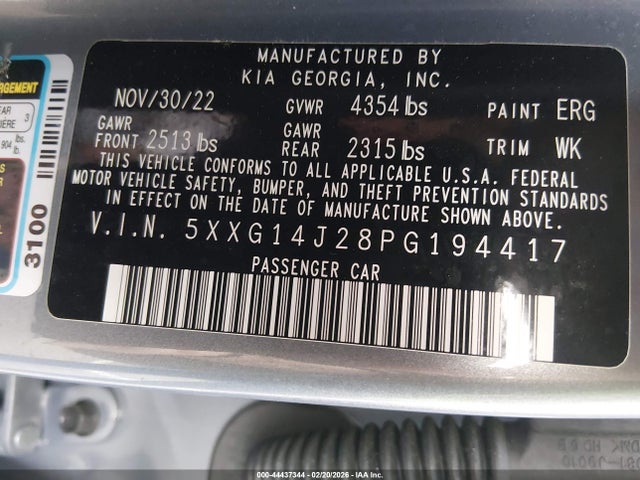 MANUFACTURED BY
KIA GEORGIA, INC.
NOV/30/22 GVWR 4354 lbs PAINT ERG
GAWR FRONT 2513 lbs GAWR REAR 2315 lbs TRIM WK
THIS VEHICLE CONFORMS TO ALL APPLICABLE U.S.A. FEDERAL
MOTOR VEHICLE SAFETY, BUMPER, AND THEFT PREVENTION STANDARDS
IN EFFECT ON THE DATE OF MANUFACTURE SHOWN ABOVE.
V.I.N. 5XXG14J28PG194417
PASSENGER CAR
3100
3
lbs.
lb.
000-44437344 | 02/20/2026 - IAA Inc.